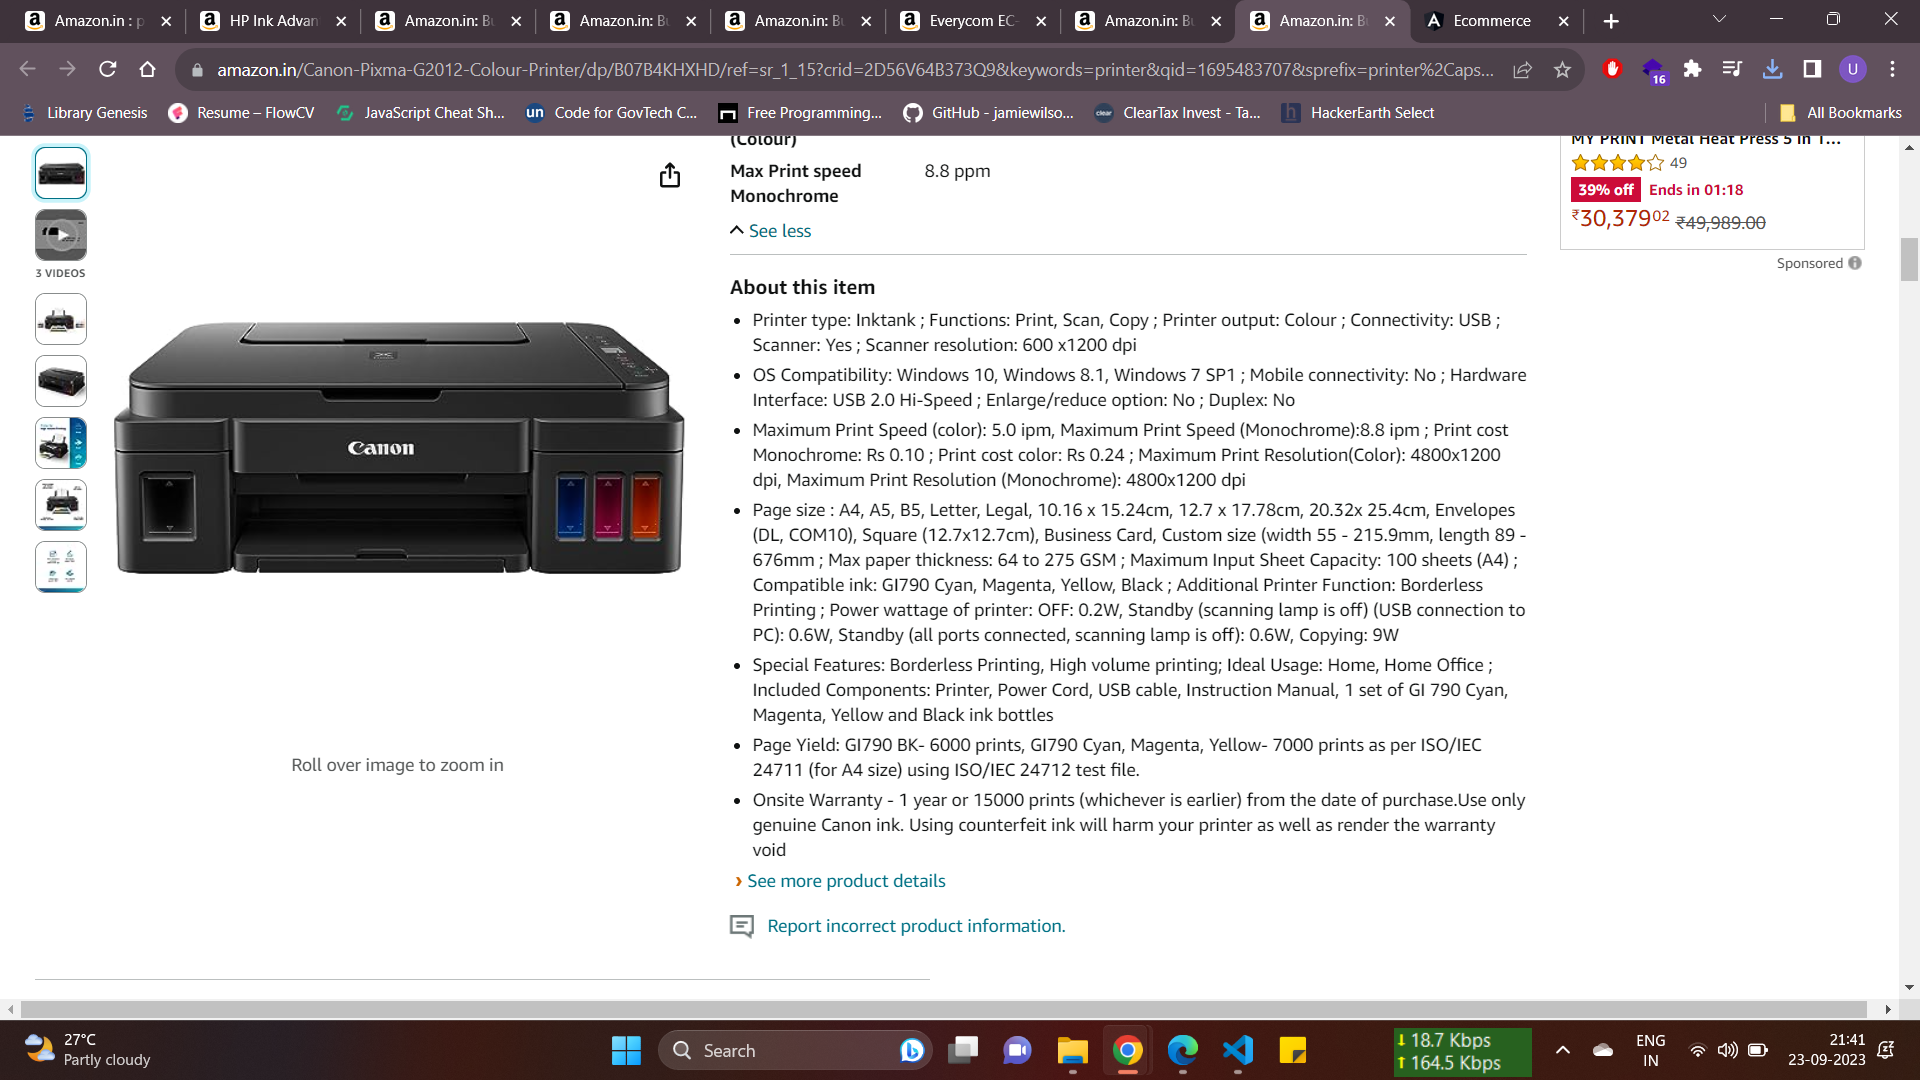 Amazon.in : p
HP Ink Advan
Amazon.in: Bu
Amazon.in: Bu
Amazon.in: Bu
Everycom EC-
Amazon.in: Bu
Amazon.in: Bu
Ecommerce
amazon.in/Canon-Pixma-G2012-Colour-Printer/dp/B07B4KHXHD/ref=sr_1_15?crid=2D56V64B373Q9&keywords=printer&qid=1695483707&sprefix=printer%2Caps...
16
U
Library Genesis
Resume – FlowCV
JavaScript Cheat Sh...
un
Code for GovTech C...
Free Programming...
GitHub - jamiewilso...
clear
ClearTax Invest - Ta...
h
HackerEarth Select
All Bookmarks
3 VIDEOS
Canon
Roll over image to zoom in
(Colour)
Max Print speed
Monochrome
8.8 ppm
See less
About this item
• Printer type: Inktank ; Functions: Print, Scan, Copy ; Printer output: Colour ; Connectivity: USB ;
Scanner: Yes ; Scanner resolution: 600 x1200 dpi
• OS Compatibility: Windows 10, Windows 8.1, Windows 7 SP1 ; Mobile connectivity: No ; Hardware
Interface: USB 2.0 Hi-Speed ; Enlarge/reduce option: No ; Duplex: No
• Maximum Print Speed (color): 5.0 ipm, Maximum Print Speed (Monochrome):8.8 ipm ; Print cost
Monochrome: Rs 0.10 ; Print cost color: Rs 0.24 ; Maximum Print Resolution(Color): 4800x1200
dpi, Maximum Print Resolution (Monochrome): 4800x1200 dpi
• Page size : A4, A5, B5, Letter, Legal, 10.16 x 15.24cm, 12.7 x 17.78cm, 20.32x 25.4cm, Envelopes
(DL, COM10), Square (12.7x12.7cm), Business Card, Custom size (width 55 - 215.9mm, length 89 -
676mm ; Max paper thickness: 64 to 275 GSM ; Maximum Input Sheet Capacity: 100 sheets (A4) ;
Compatible ink: GI790 Cyan, Magenta, Yellow, Black ; Additional Printer Function: Borderless
Printing ; Power wattage of printer: OFF: 0.2W, Standby (scanning lamp is off) (USB connection to
PC): 0.6W, Standby (all ports connected, scanning lamp is off): 0.6W, Copying: 9W
• Special Features: Borderless Printing, High volume printing; Ideal Usage: Home, Home Office ;
Included Components: Printer, Power Cord, USB cable, Instruction Manual, 1 set of GI 790 Cyan,
Magenta, Yellow and Black ink bottles
• Page Yield: GI790 BK- 6000 prints, GI790 Cyan, Magenta, Yellow- 7000 prints as per ISO/IEC
24711 (for A4 size) using ISO/IEC 24712 test file.
• Onsite Warranty - 1 year or 15000 prints (whichever is earlier) from the date of purchase.Use only
genuine Canon ink. Using counterfeit ink will harm your printer as well as render the warranty
void
› See more product details
Report incorrect product information.
MY PRINT Metal Heat Press 5 in 1...
49
39% off Ends in 01:18
₹30,379.02 ₹49,989.00
Sponsored
27°C
Partly cloudy
Search
18.7 Kbps
164.5 Kbps
ENG
IN
21:41
23-09-2023